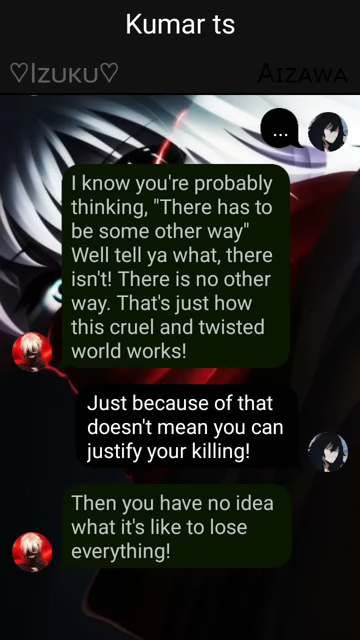 Kumar ts
♡Izuku♡ Aizawa
...
I know you're probably
thinking, "There has to
be some other way"
Well tell ya what, there
isn't! There is no other
way. That's just how
this cruel and twisted
world works!
Just because of that
doesn't mean you can
justify your killing!
Then you have no idea
what it's like to lose
everything!